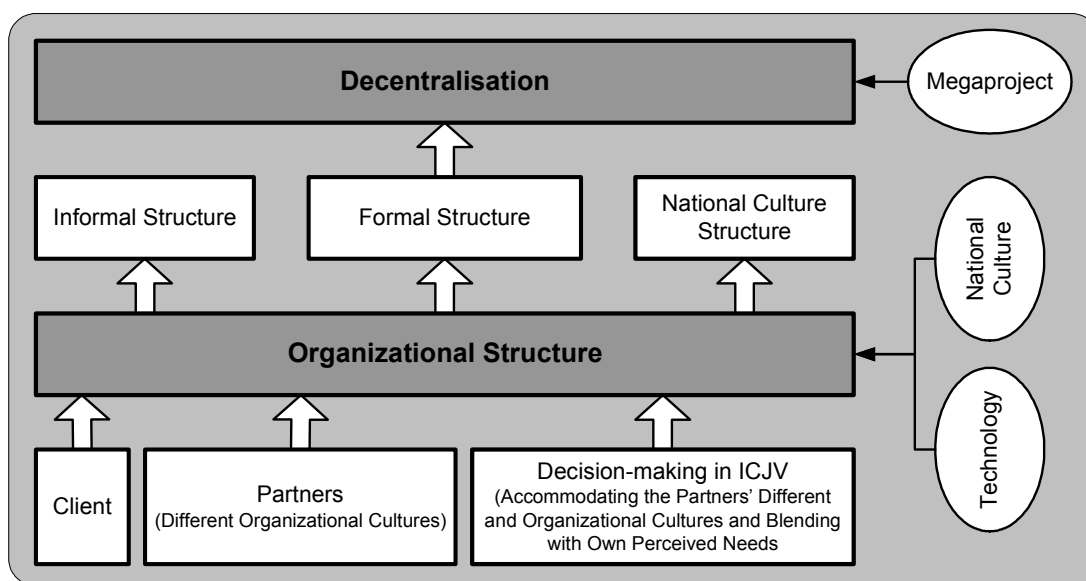 Decentralisation
Megaproject
Informal Structure
Formal Structure
National Culture
Structure
National
Culture
Organizational Structure
Technology
Client
Partners
(Different Organizational Cultures)
Decision-making in ICJV
(Accommodating the Partners’ Different
and Organizational Cultures and Blending
with Own Perceived Needs